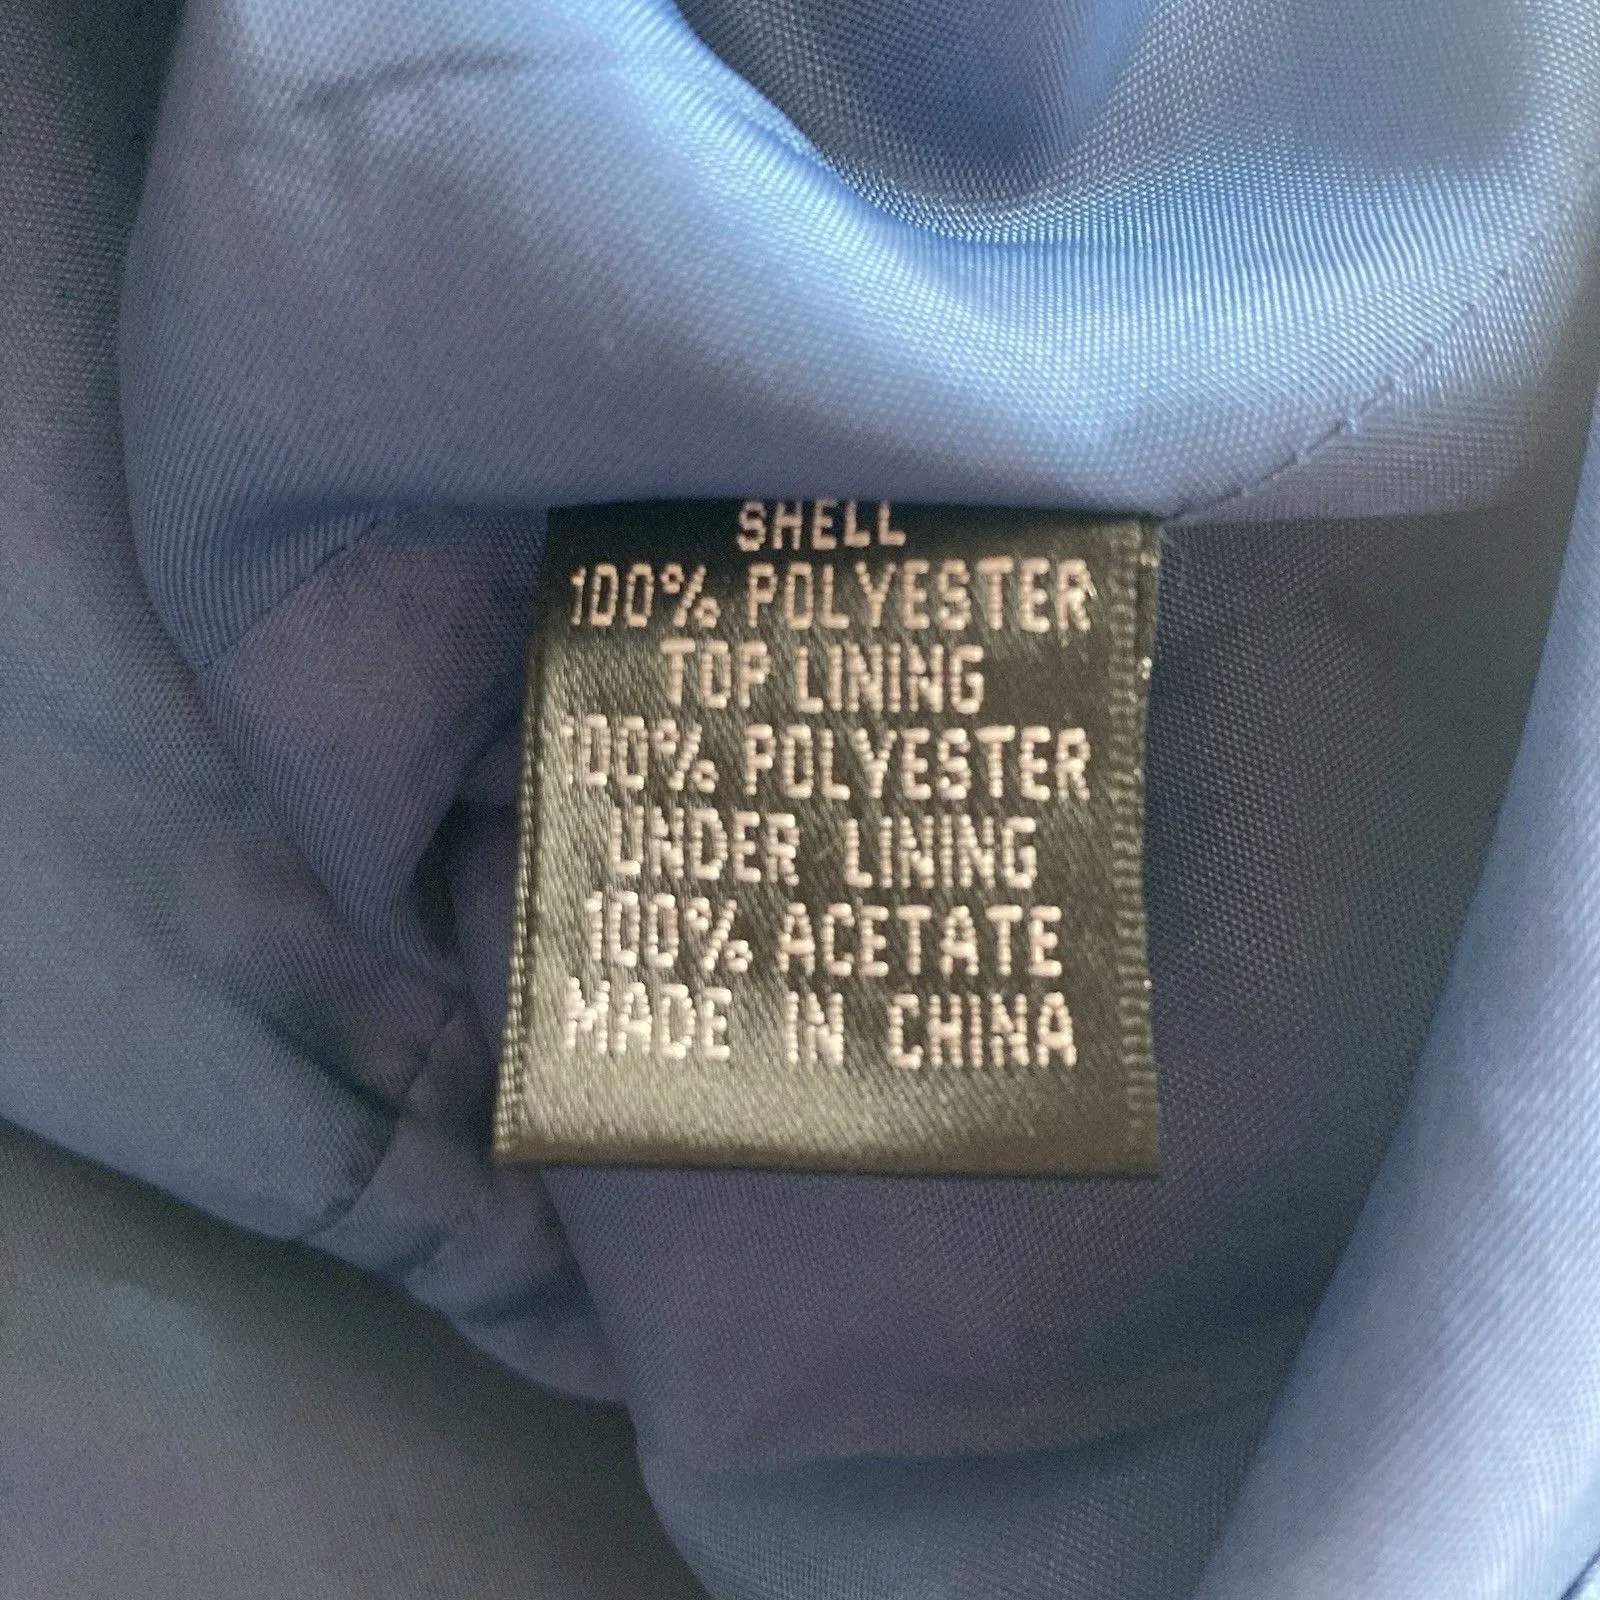 SHELL
100% POLYESTER
TOP LINING
100% POLYESTER
UNDER LINING
100% ACETATE
MADE IN CHINA